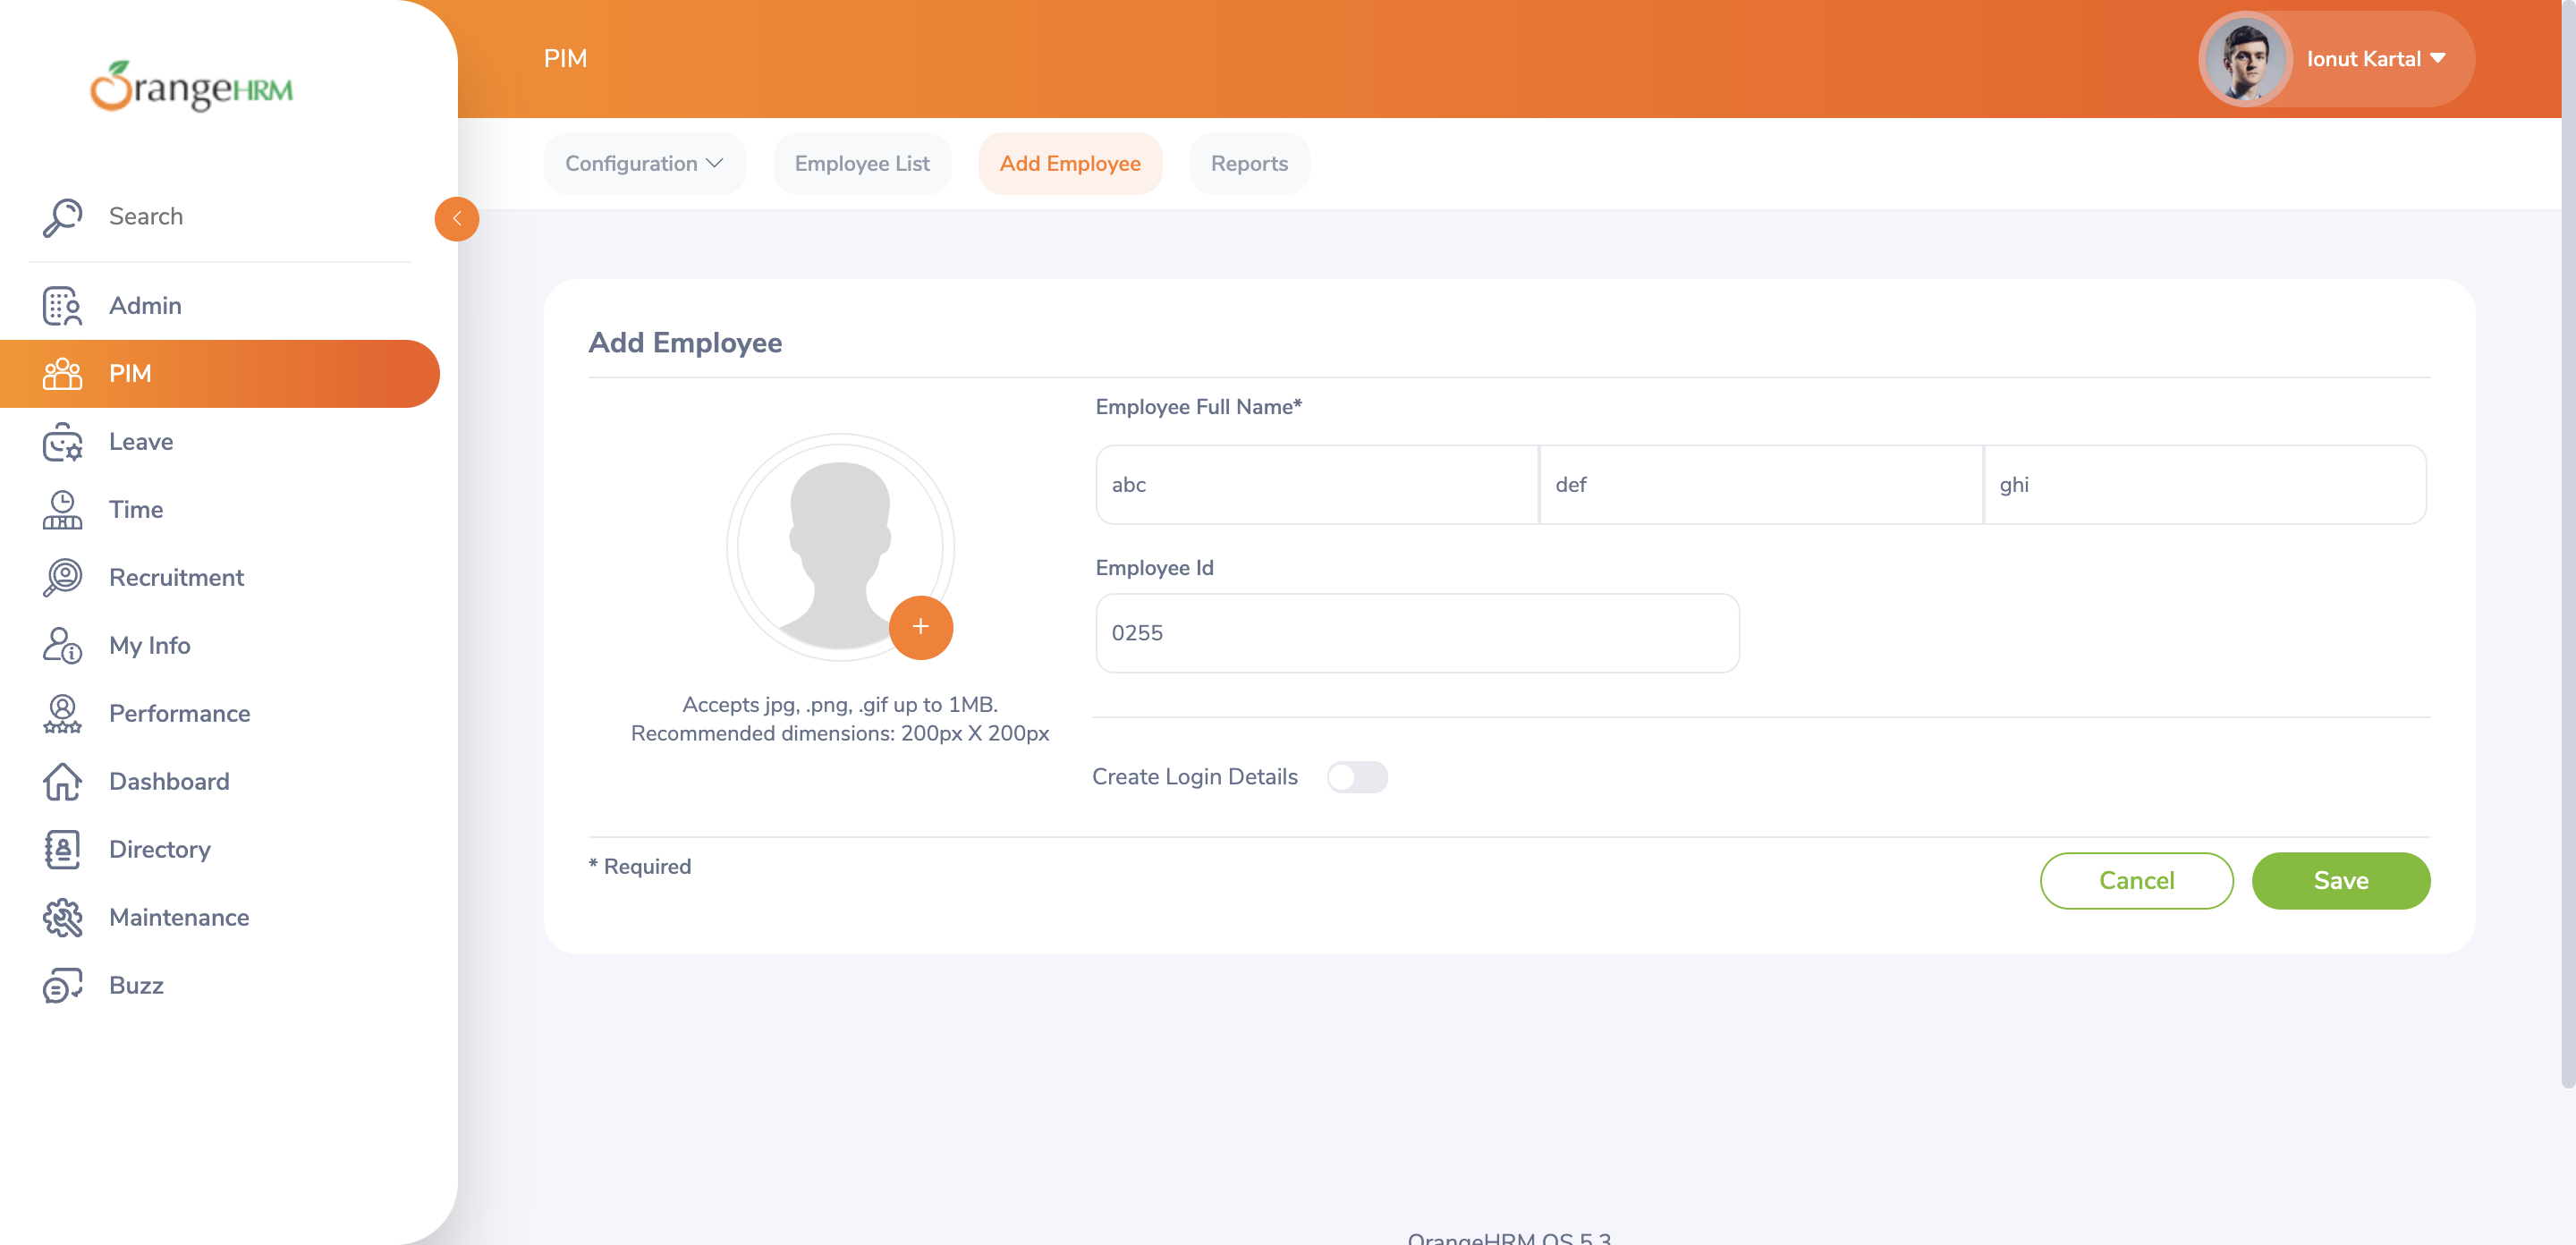 OrangeHRM
Search
Admin
PIM
Leave
Time
Recruitment
My Info
Performance
Dashboard
Directory
Maintenance
Buzz
PIM
Ionut Kartal
Configuration
Employee List
Add Employee
Reports
Add Employee
Accepts jpg, .png, .gif up to 1MB.
Recommended dimensions: 200px X 200px
Employee Full Name*
abc
def
ghi
Employee Id
0255
Create Login Details
* Required
Cancel
Save
OrangeHRM OS 5.3